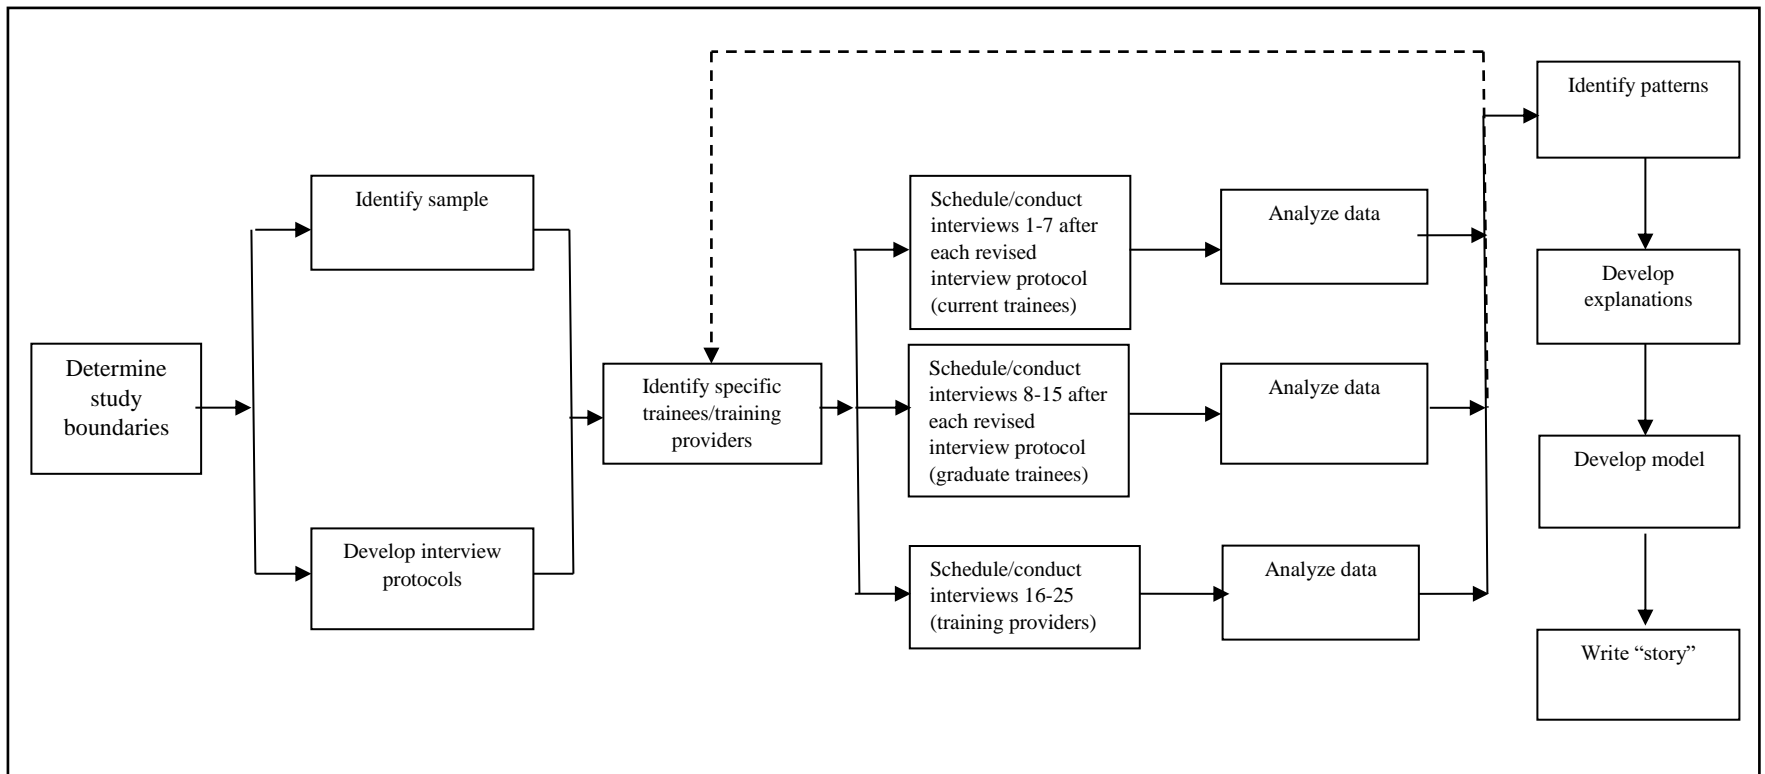 Determine
study
boundaries
Identify sample
Develop interview
protocols
Identify specific
trainees/training
providers
Schedule/conduct
interviews 1-7 after
each revised
interview protocol
(current trainees)
Analyze data
Schedule/conduct
interviews 8-15 after
each revised
interview protocol
(graduate trainees)
Analyze data
Schedule/conduct
interviews 16-25
(training providers)
Analyze data
Identify patterns
Develop
explanations
Develop model
Write “story”